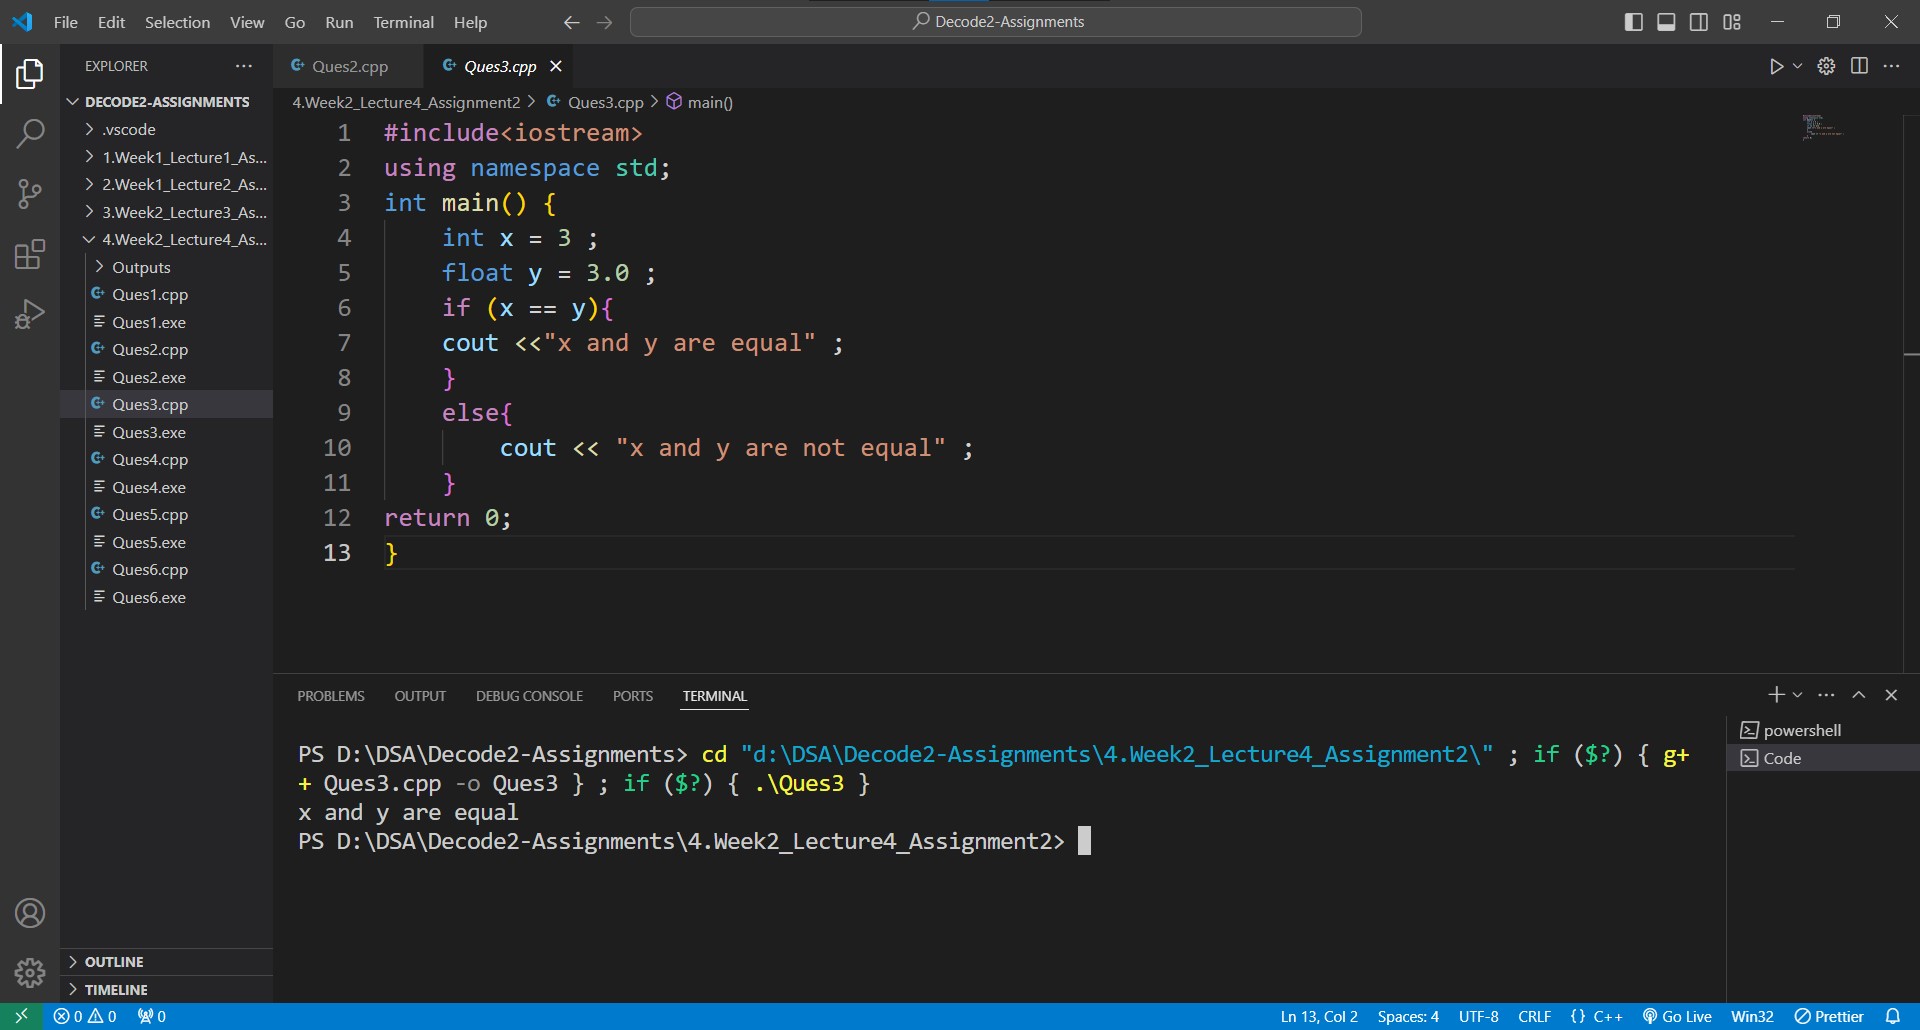 File Edit Selection View Go Run Terminal Help
Decode2-Assignments
EXPLORER
DECODE2-ASSIGNMENTS
.vscode
1.Week1_Lecture1_As...
2.Week1_Lecture2_As...
3.Week2_Lecture3_As...
4.Week2_Lecture4_As...
Outputs
Ques1.cpp
Ques1.exe
Ques2.cpp
Ques2.exe
Ques3.cpp
Ques3.exe
Ques4.cpp
Ques4.exe
Ques5.cpp
Ques5.exe
Ques6.cpp
Ques6.exe
OUTLINE
TIMELINE
Ques2.cpp Ques3.cpp
4.Week2_Lecture4_Assignment2 > Ques3.cpp > main()
1 #include<iostream>
2 using namespace std;
3 int main() {
4 int x = 3 ;
5 float y = 3.0 ;
6 if (x == y){
7 cout <<"x and y are equal" ;
8 }
9 else{
10 cout << "x and y are not equal" ;
11 }
12 return 0;
13 }
PROBLEMS OUTPUT DEBUG CONSOLE PORTS TERMINAL
PS D:\DSA\Decode2-Assignments> cd "d:\DSA\Decode2-Assignments\4.Week2_Lecture4_Assignment2\" ; if ($?) { g+
+ Ques3.cpp -o Ques3 } ; if ($?) { .\Ques3 }
x and y are equal
PS D:\DSA\Decode2-Assignments\4.Week2_Lecture4_Assignment2>
powershell
Code
0 0 0 Ln 13, Col 2 Spaces: 4 UTF-8 CRLF {} C++ Go Live Win32 Prettier